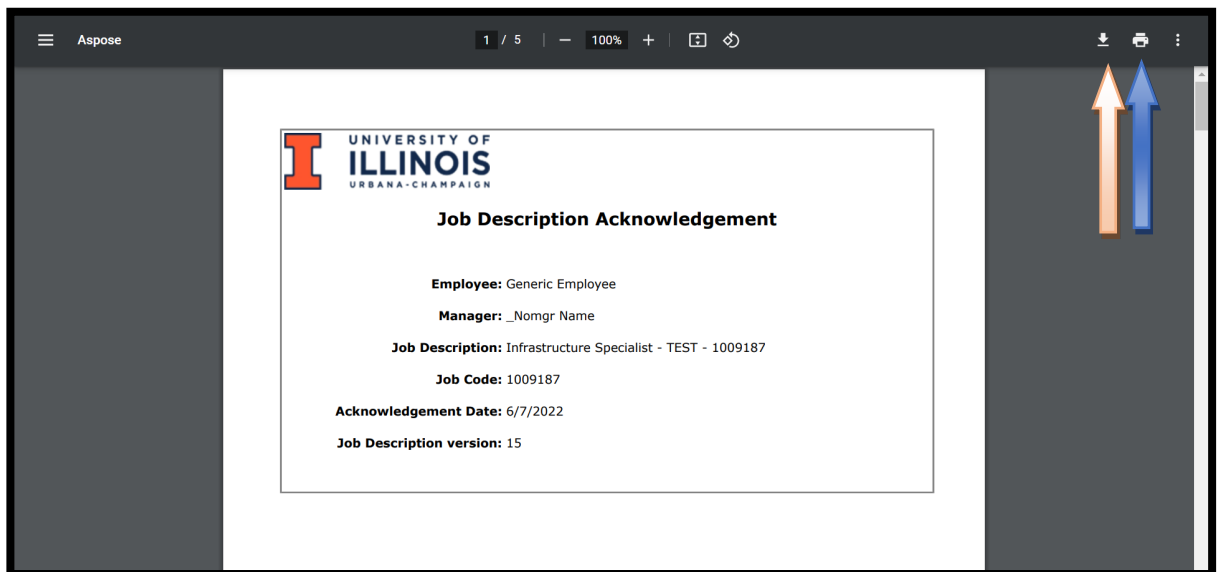 Aspose
1 / 5
100%
UNIVERSITY OF
ILLINOIS
URBANA-CHAMPAIGN
Job Description Acknowledgement
Employee: Generic Employee
Manager: _Nomgr Name
Job Description: Infrastructure Specialist - TEST - 1009187
Job Code: 1009187
Acknowledgement Date: 6/7/2022
Job Description version: 15